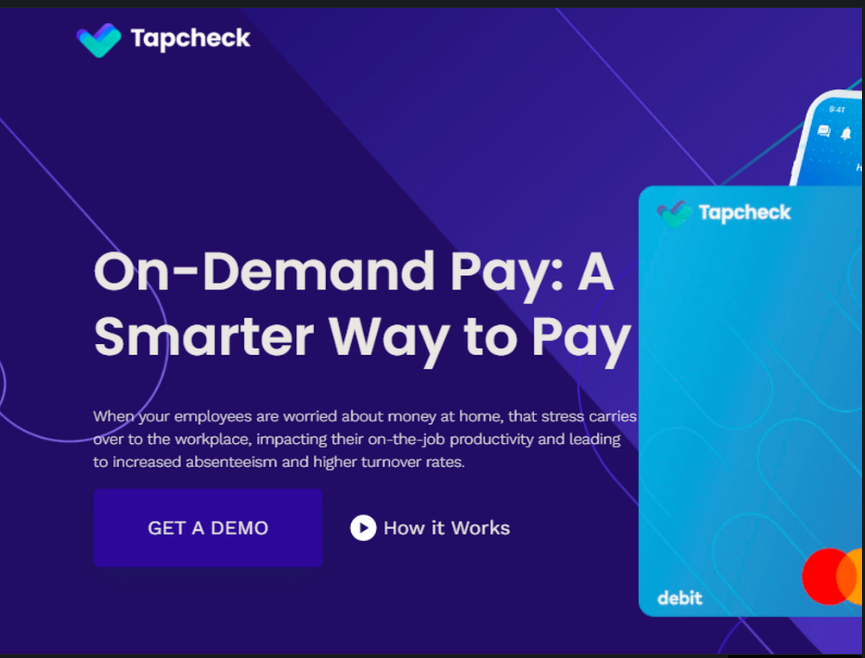 Tapcheck
9:41
Tapcheck
On-Demand Pay: A
Smarter Way to Pay
When your employees are worried about money at home, that stress carries
over to the workplace, impacting their on-the-job productivity and leading
to increased absenteeism and higher turnover rates.
GET A DEMO
How it Works
debit